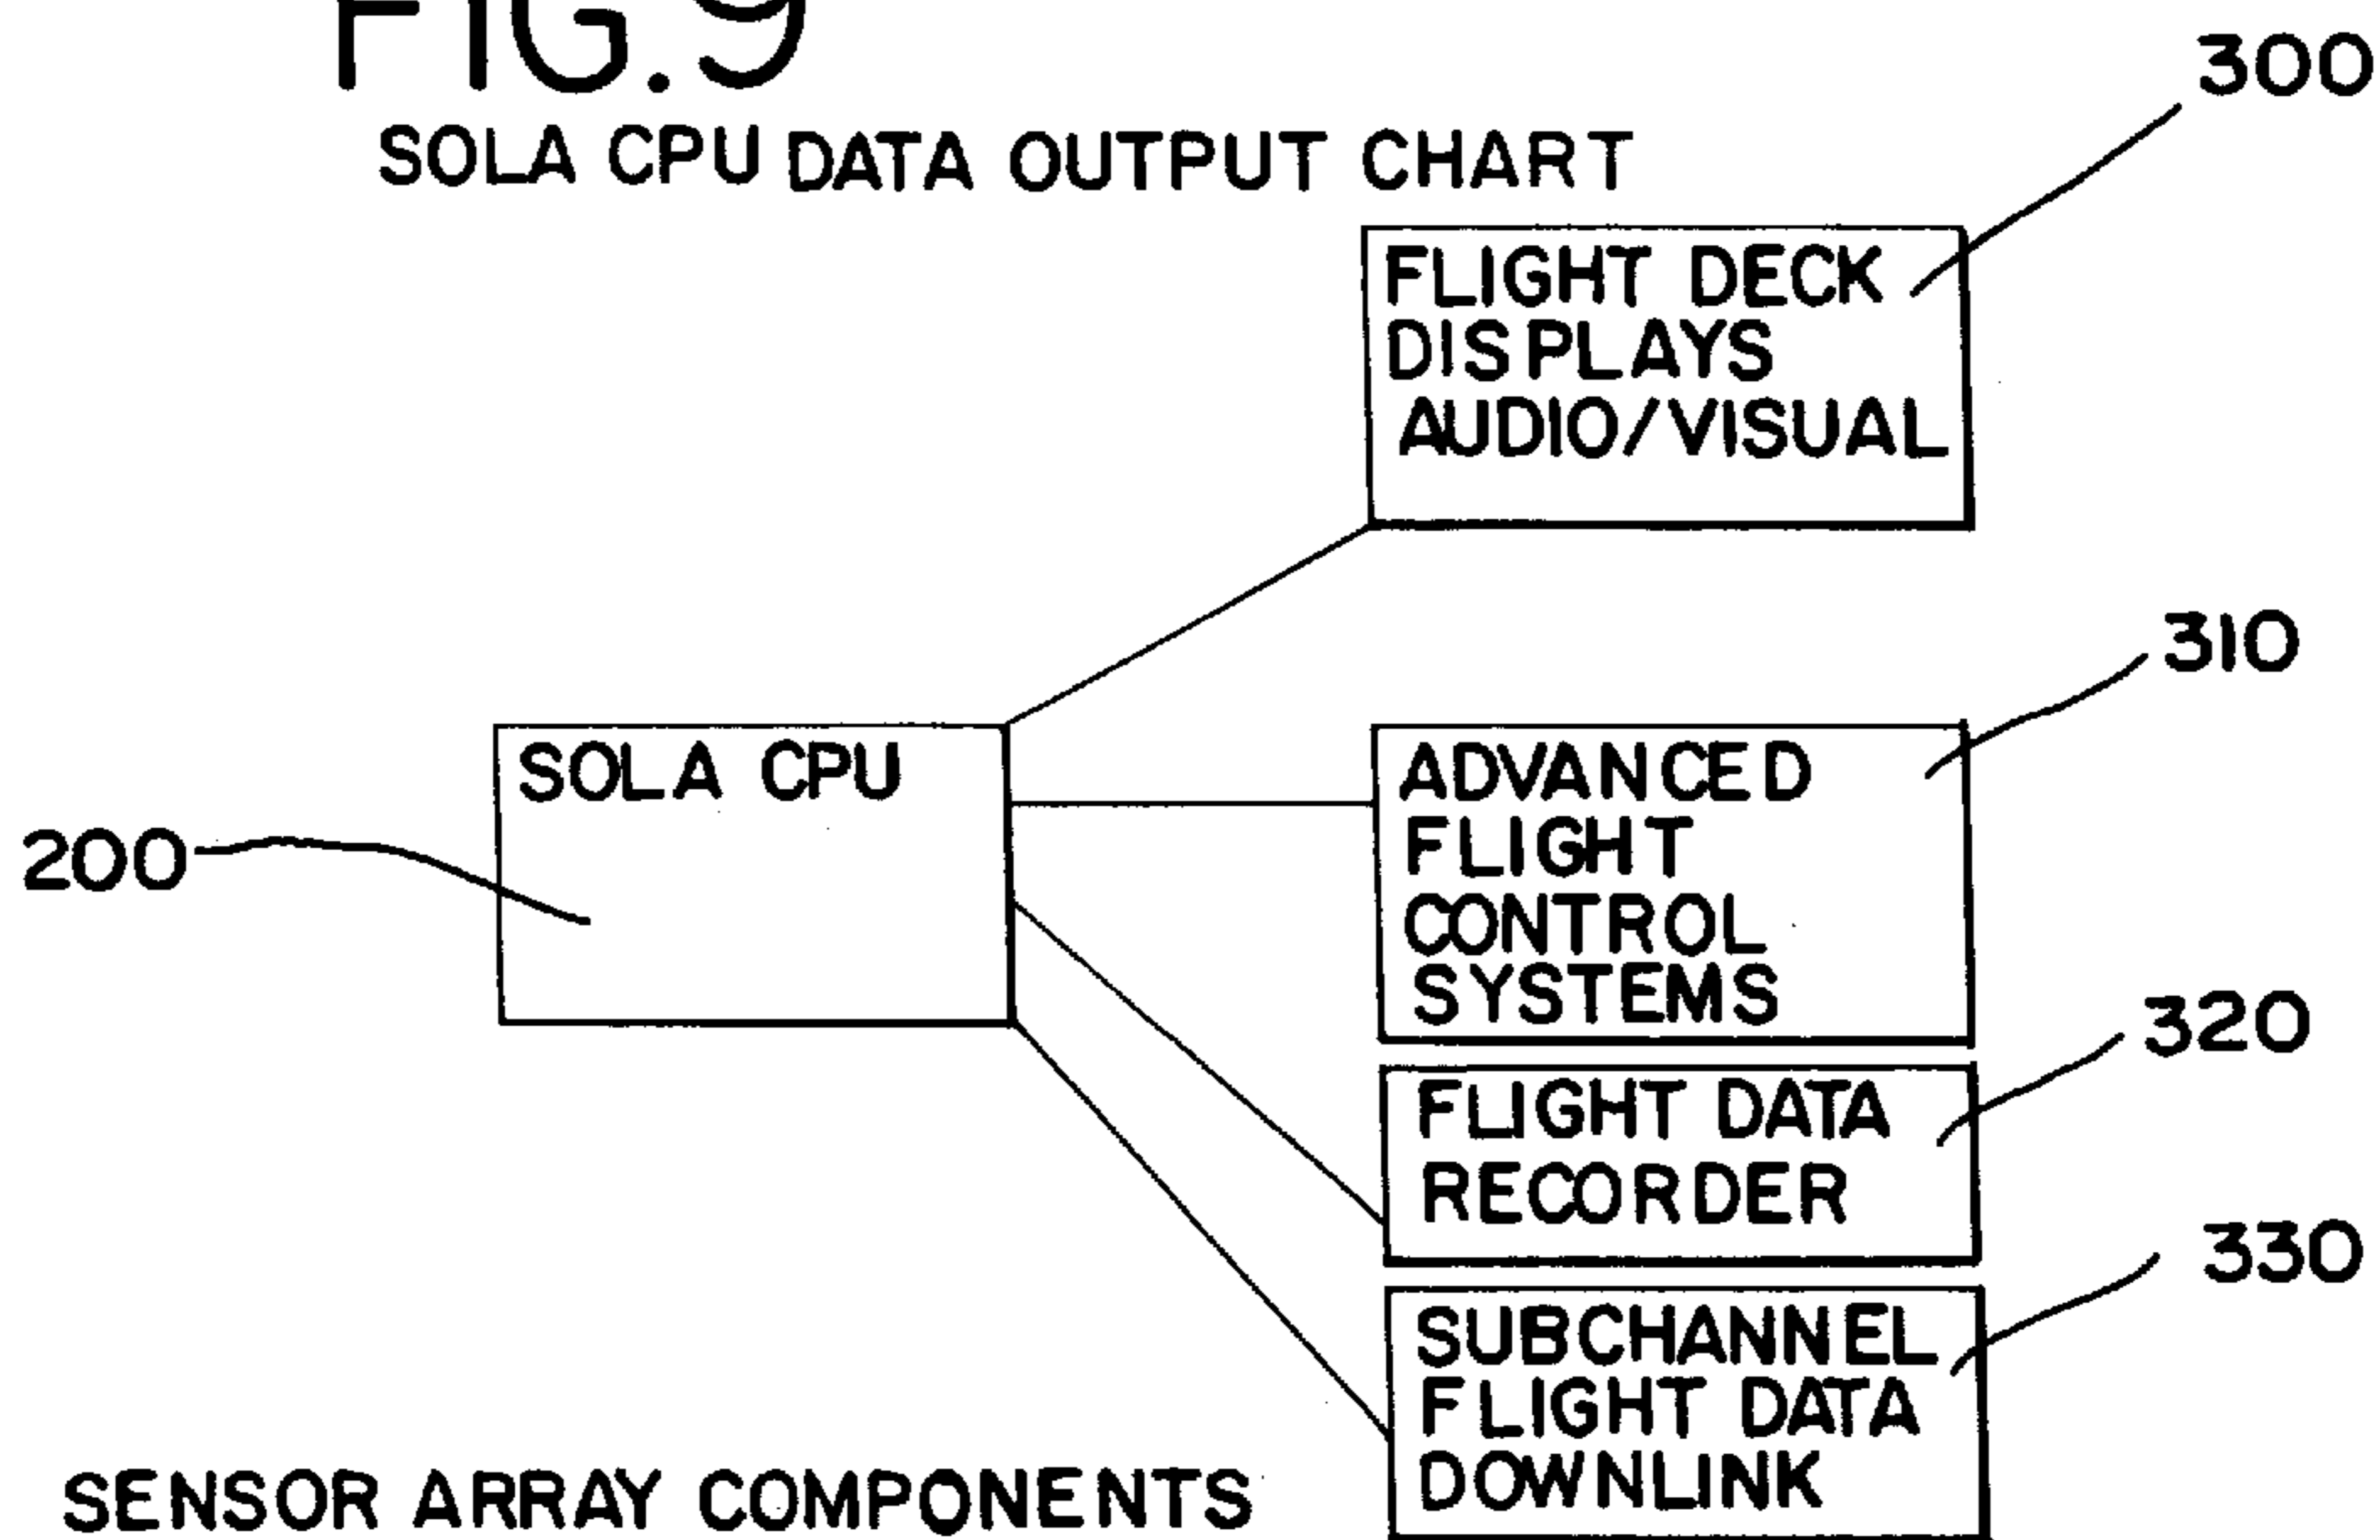 FIG.9
SOLA CPU DATA OUTPUT CHART
300
FLIGHT DECK
DISPLAYS
AUDIO/VISUAL
310
SOLA CPU
200
ADVANCED
FLIGHT
CONTROL
SYSTEMS
320
FLIGHT DATA
RECORDER
330
SUBCHANNEL
FLIGHT DATA
DOWNLINK
SENSOR ARRAY COMPONENTS